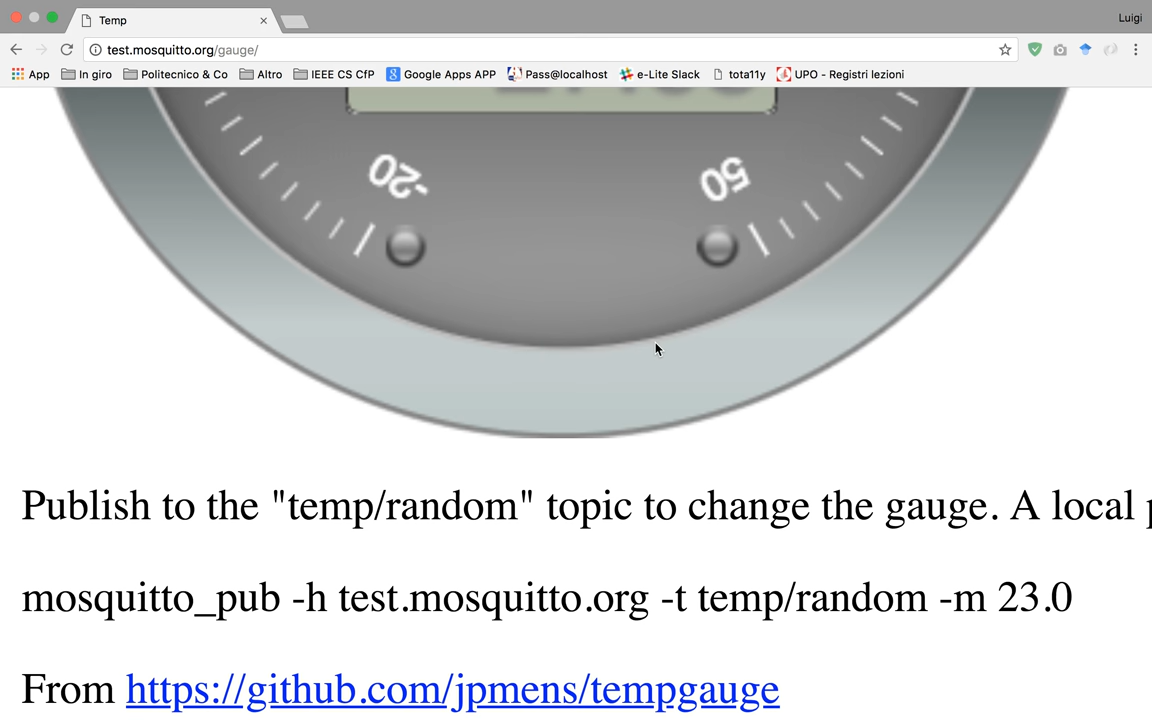 Temp
Luigi
test.mosquitto.org/gauge/
App In giro Politecnico & Co Altro IEEE CS CfP Google Apps APP Pass@localhost e-Lite Slack tota11y UPO - Registri lezioni
-20 50
Publish to the "temp/random" topic to change the gauge. A local
mosquitto_pub -h test.mosquitto.org -t temp/random -m 23.0
From https://github.com/jpmens/tempgauge